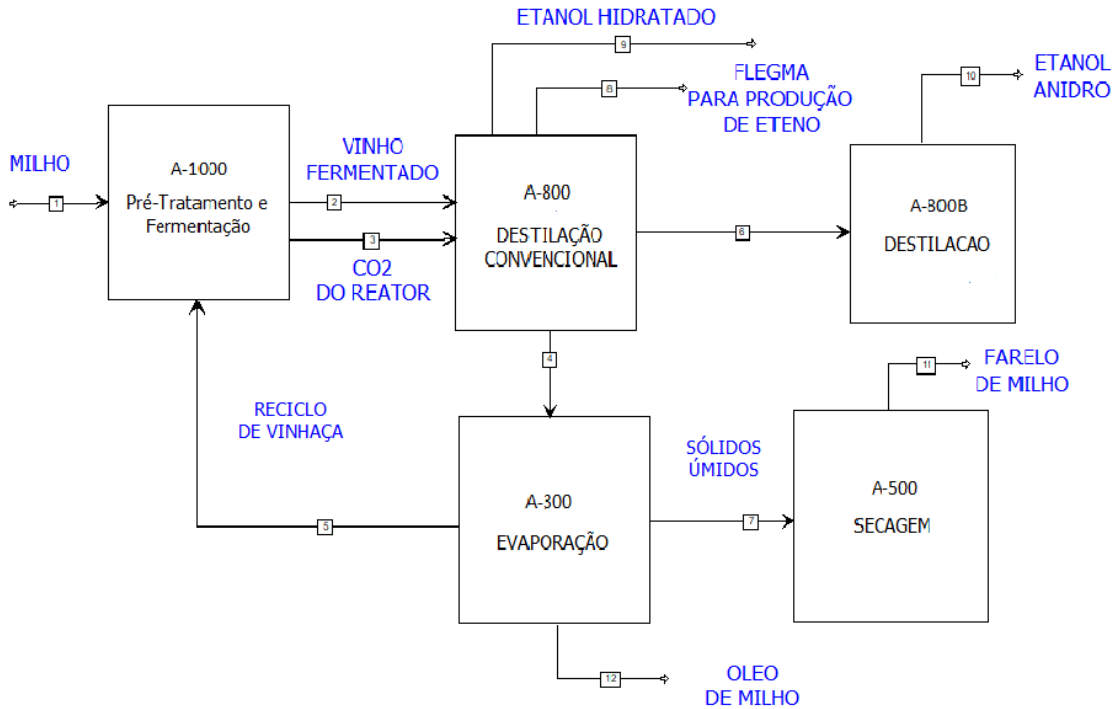 ETANOL HIDRATADO
9
FLEGMA
PARA PRODUÇÃO
DE ETENO
8
ETANOL
ANIDRO
10
MILHO
1
A-1000
Pré-Tratamento e
Fermentação
VINHO
FERMENTADO
2
3
CO2
DO REATOR
A-800
DESTILAÇÃO
CONVENCIONAL
6
A-800B
DESTILACAO
4
FARELO
DE MILHO
11
RECICLO
DE VINHAÇA
5
A-300
EVAPORAÇÃO
SÓLIDOS
ÚMIDOS
7
A-500
SECAGEM
12
OLEO
DE MILHO